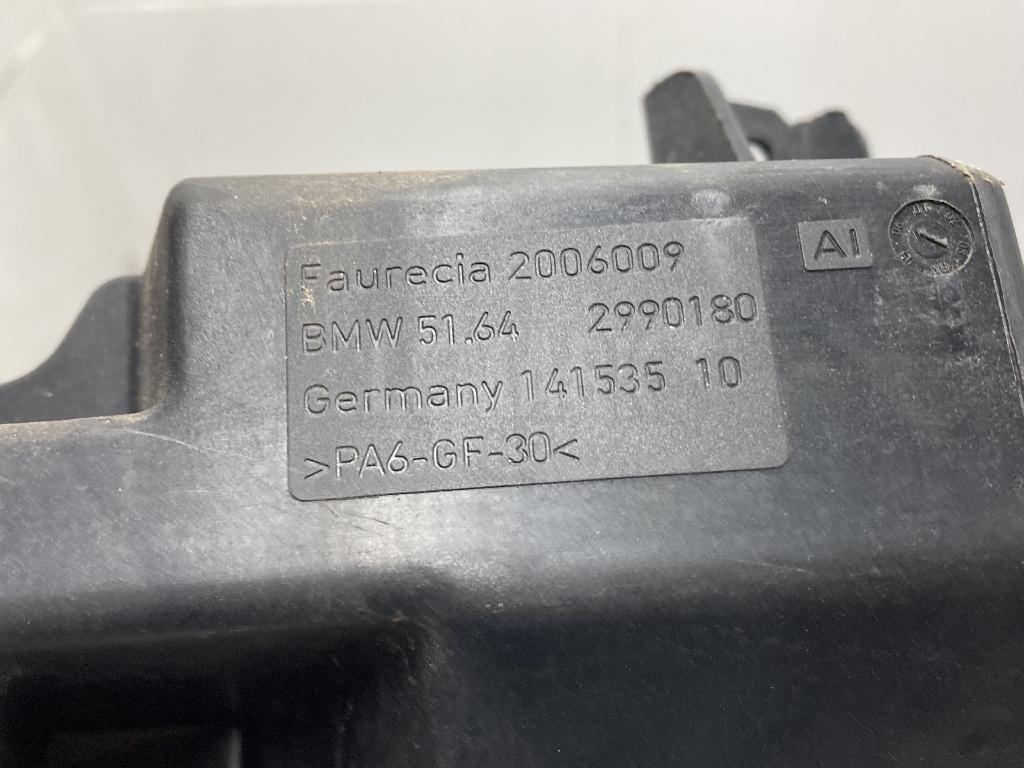 Faurecia 2006009
BMW 51.64 2990180
Germany 141535 10
>PA6-GF-30<
AI